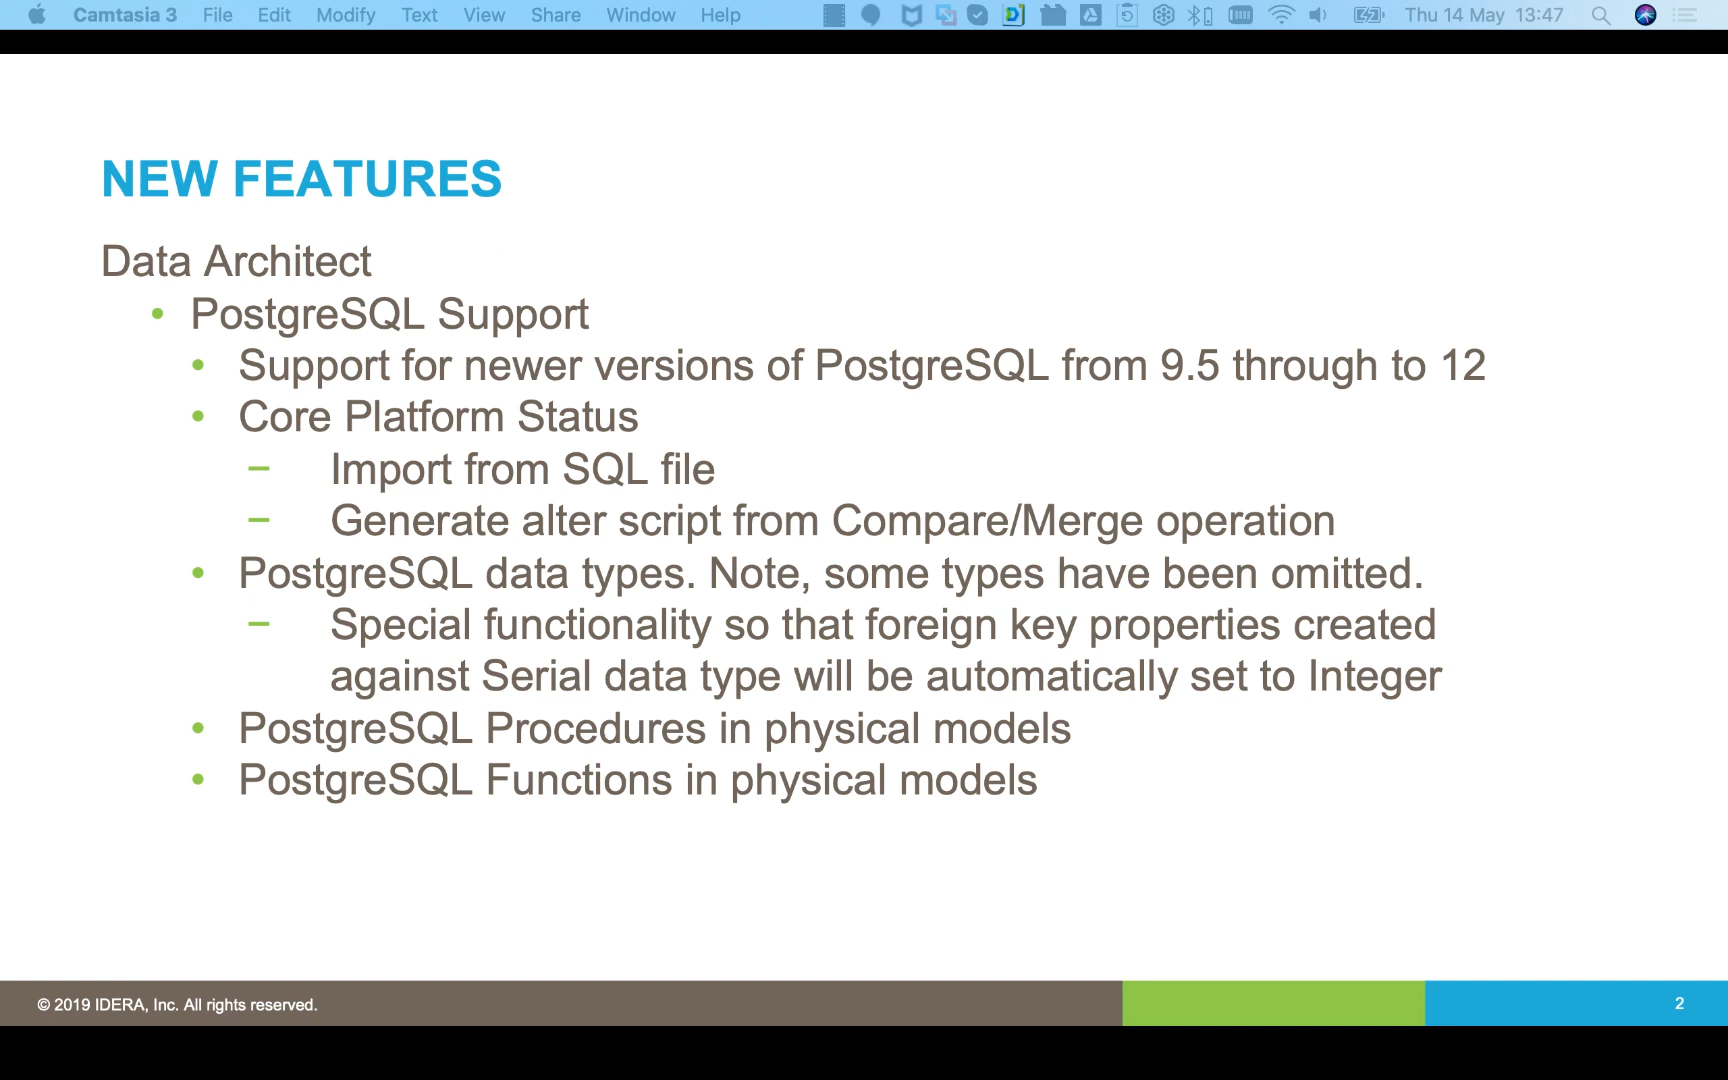 Camtasia 3 File Edit Modify Text View Share Window Help Thu 14 May 13:47
NEW FEATURES
Data Architect
• PostgreSQL Support
• Support for newer versions of PostgreSQL from 9.5 through to 12
• Core Platform Status
– Import from SQL file
– Generate alter script from Compare/Merge operation
• PostgreSQL data types. Note, some types have been omitted.
– Special functionality so that foreign key properties created
against Serial data type will be automatically set to Integer
• PostgreSQL Procedures in physical models
• PostgreSQL Functions in physical models
© 2019 IDERA, Inc. All rights reserved.
2